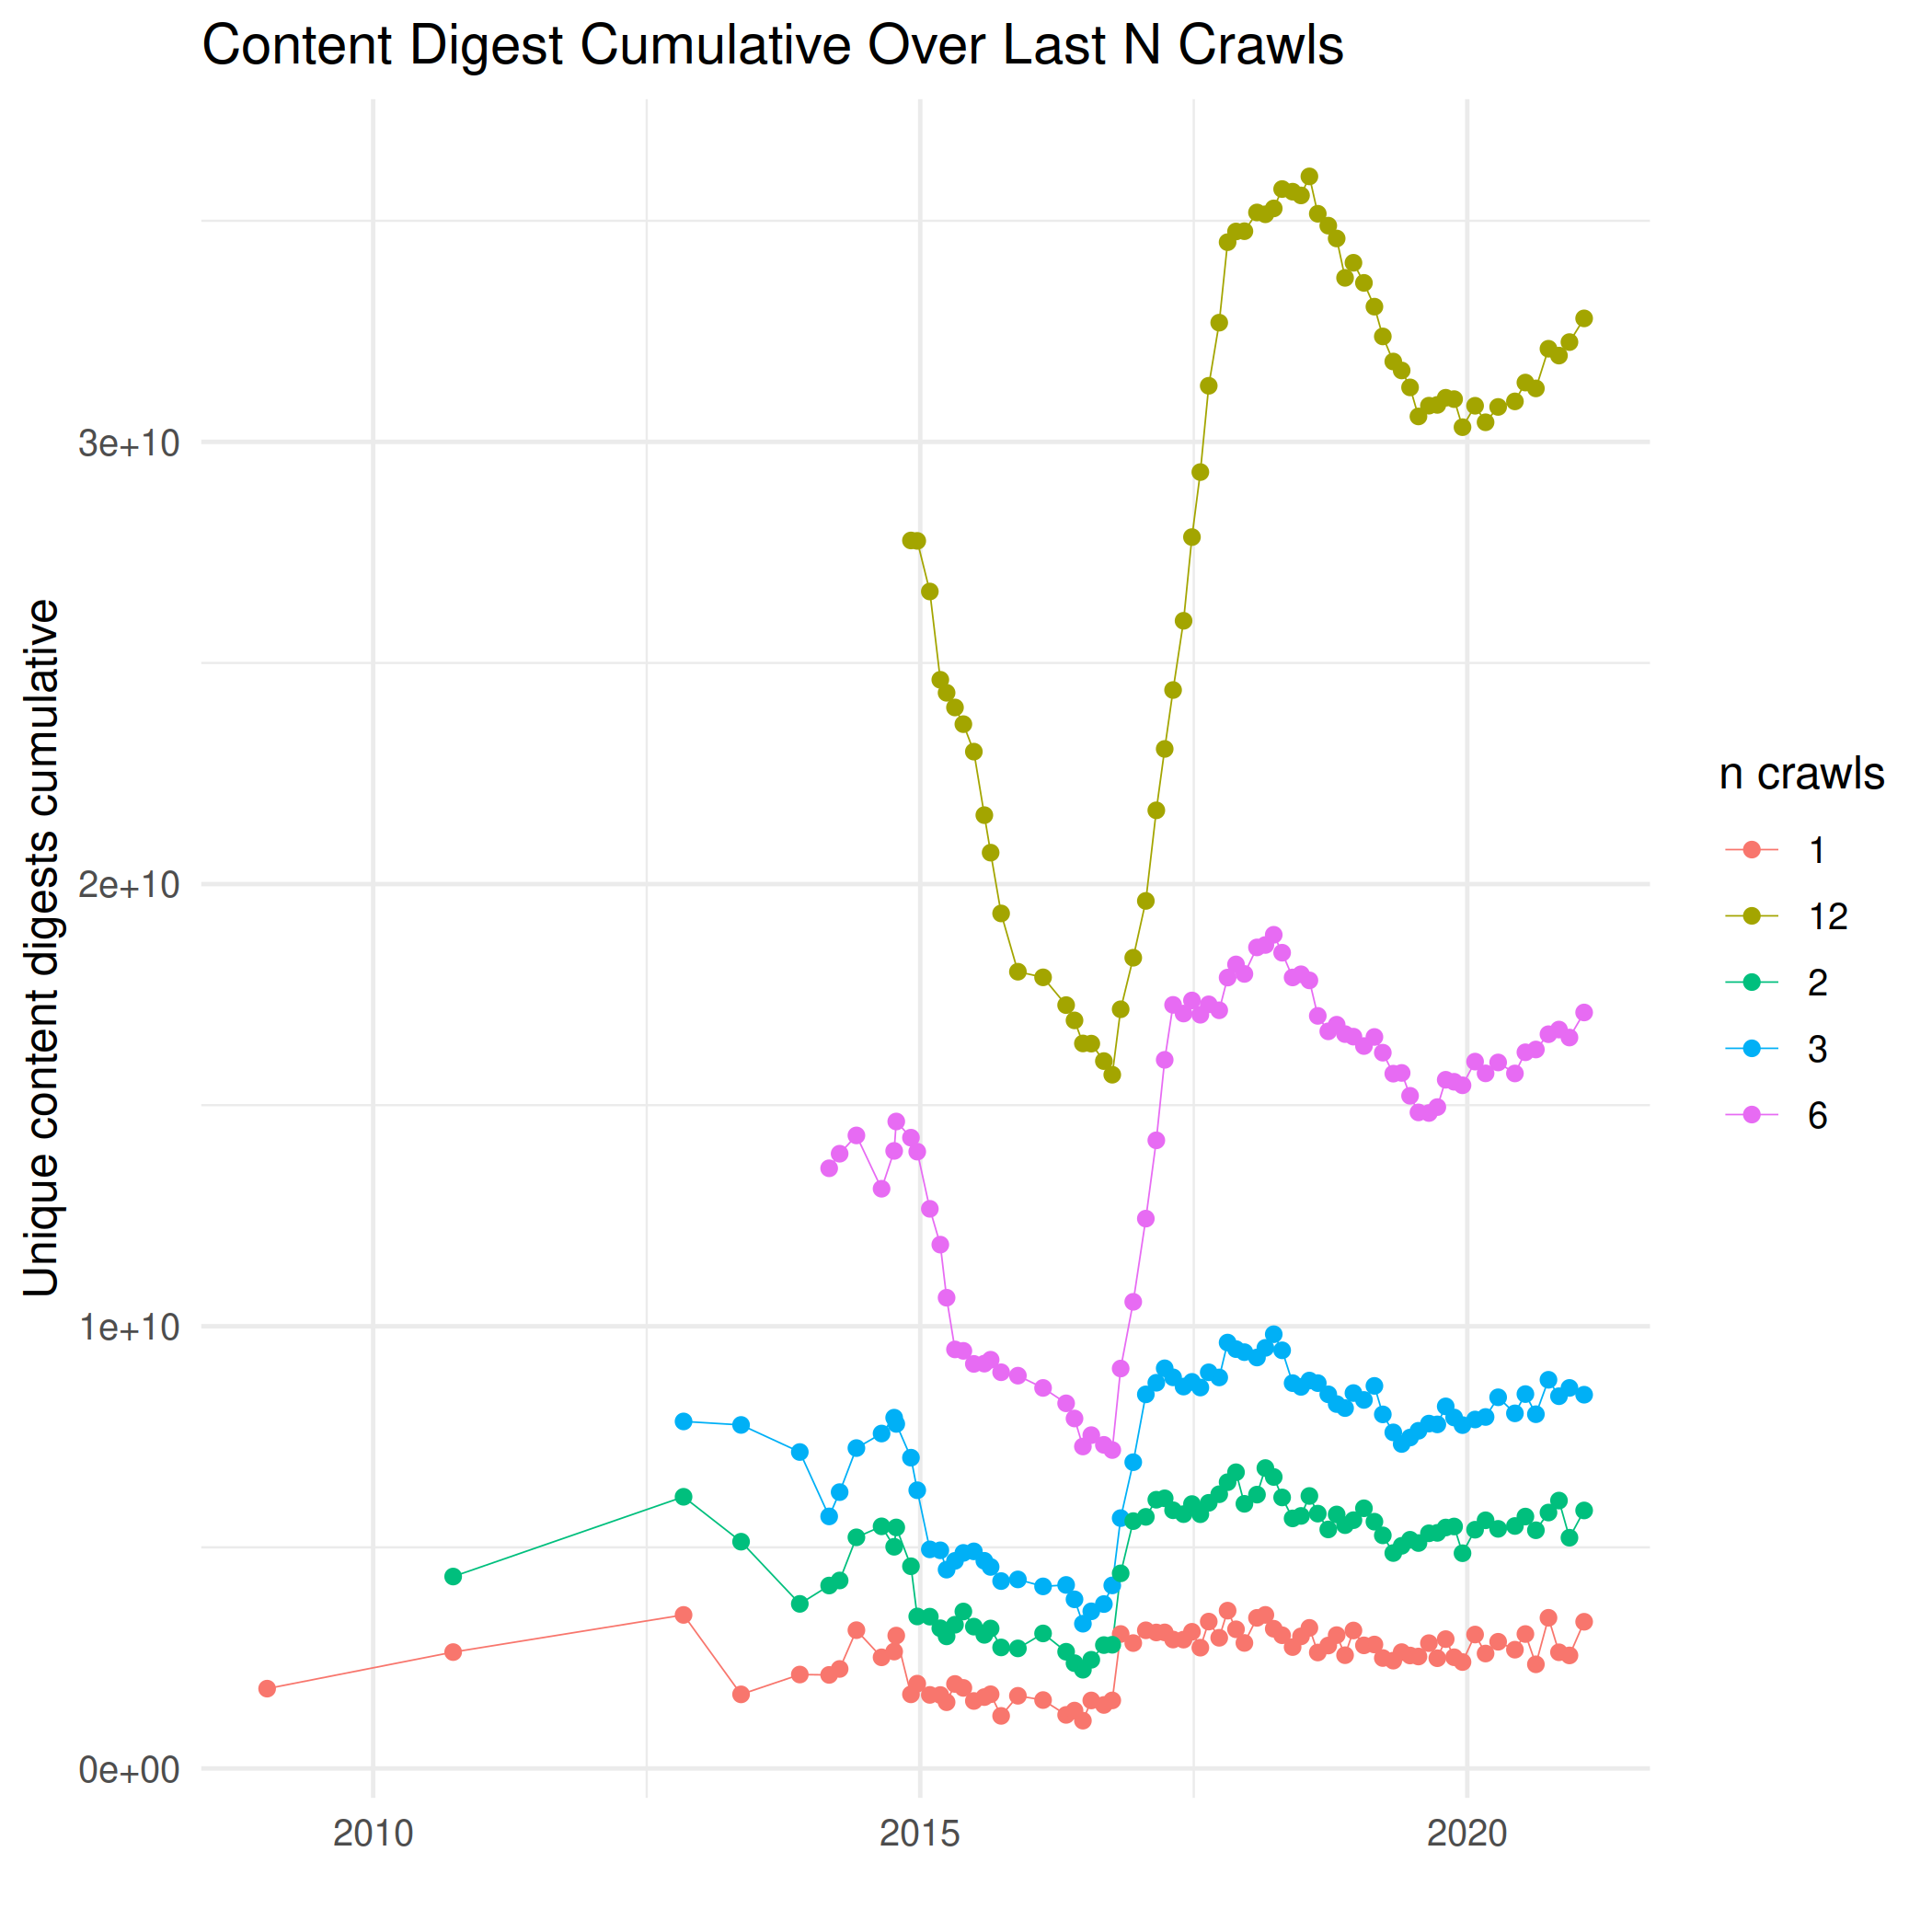 Content Digest Cumulative Over Last N Crawls
Unique content digests cumulative
3e+10
2e+10
1e+10
0e+00
2010
2015
2020
n crawls
1
12
2
3
6